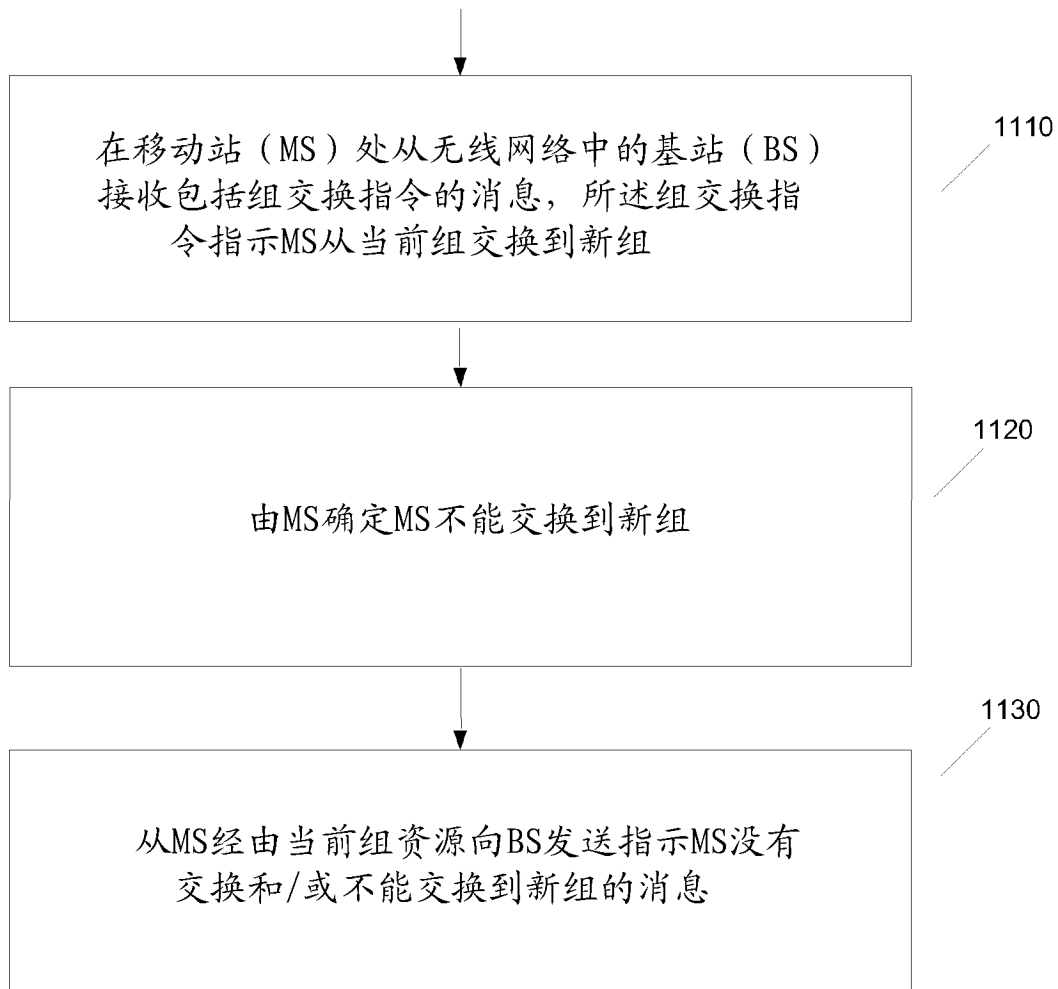 在移动站（MS）处从无线网络中的基站（BS）
接收包括组交换指令的消息，所述组交换指
令指示MS从当前组交换到新组
1110
由MS确定MS不能交换到新组
1120
从MS经由当前组资源向BS发送指示MS没有
交换和/或不能交换到新组的消息
1130